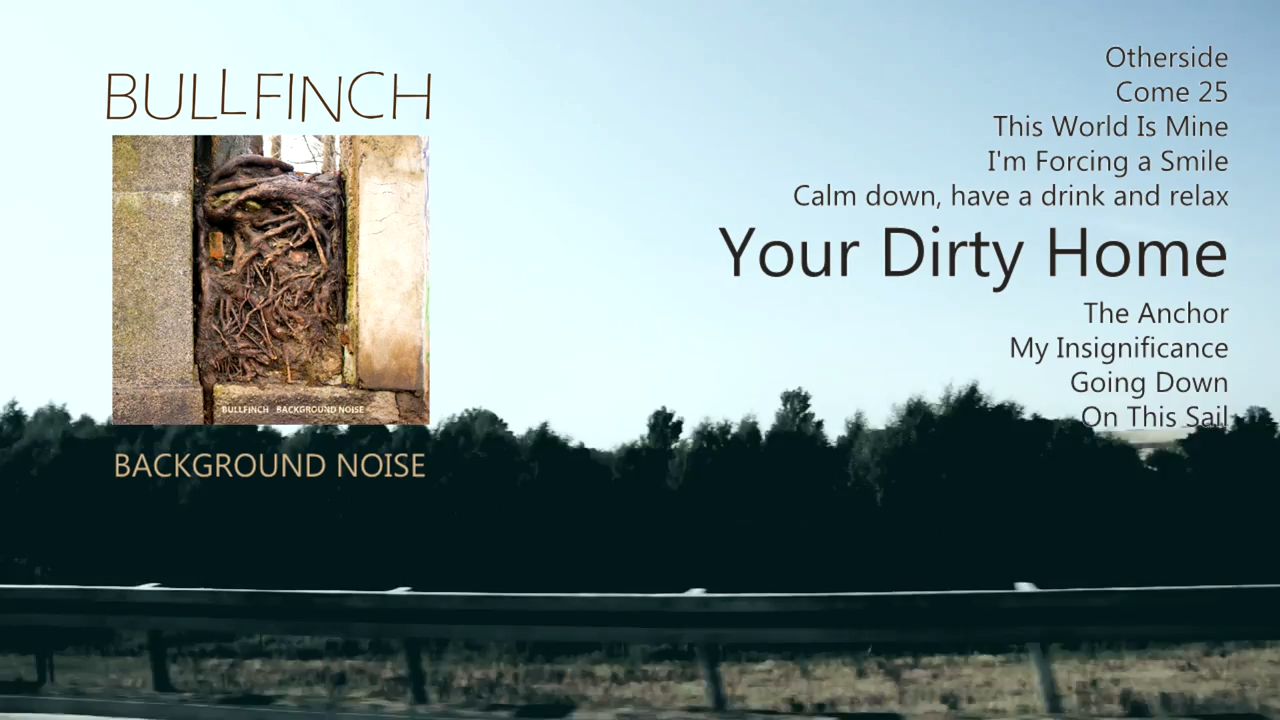 BULLFINCH
BULLFINCH BACKGROUND NOISE
BACKGROUND NOISE
Otherside
Come 25
This World Is Mine
I'm Forcing a Smile
Calm down, have a drink and relax
Your Dirty Home
The Anchor
My Insignificance
Going Down
On This Sail